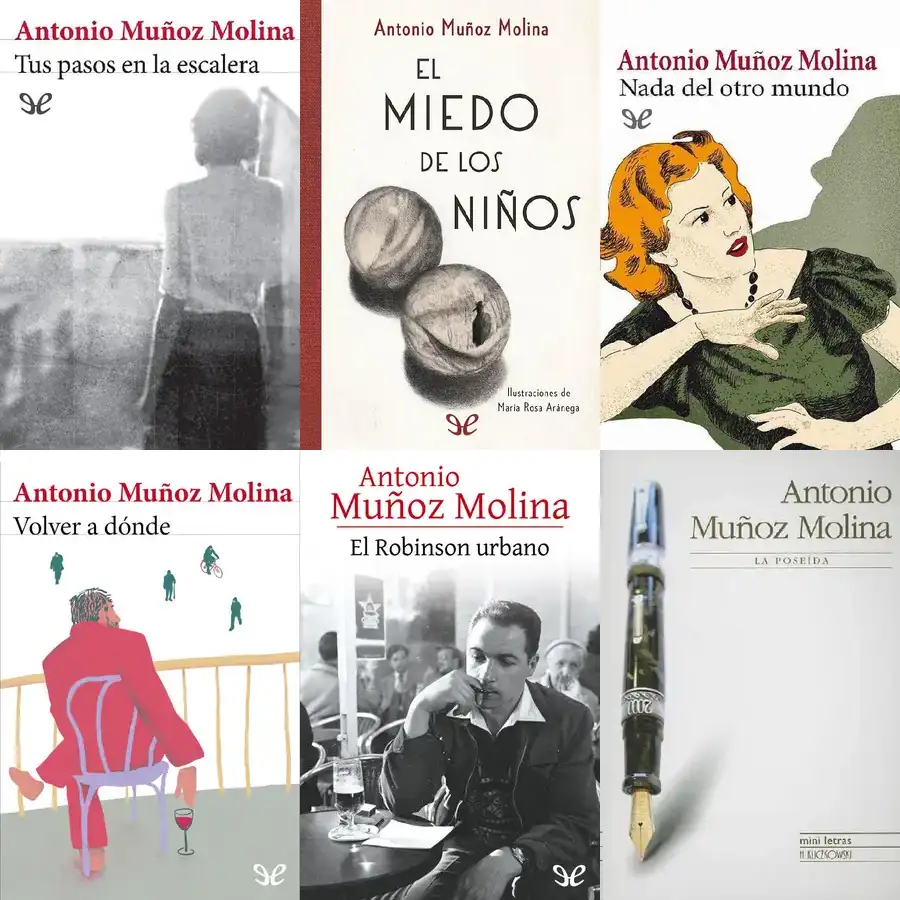 Antonio Muñoz Molina
Tus pasos en la escalera
Antonio Muñoz Molina
EL
MIEDO
DE LOS
NIÑOS
Ilustraciones de
María Rosa Aránega
Antonio Muñoz Molina
Nada del otro mundo
Antonio Muñoz Molina
Volver a dónde
Antonio
Muñoz Molina
El Robinson urbano
Antonio
Muñoz Molina
LA POSEÍDA
mini letras
H. KLICZKOWSKI